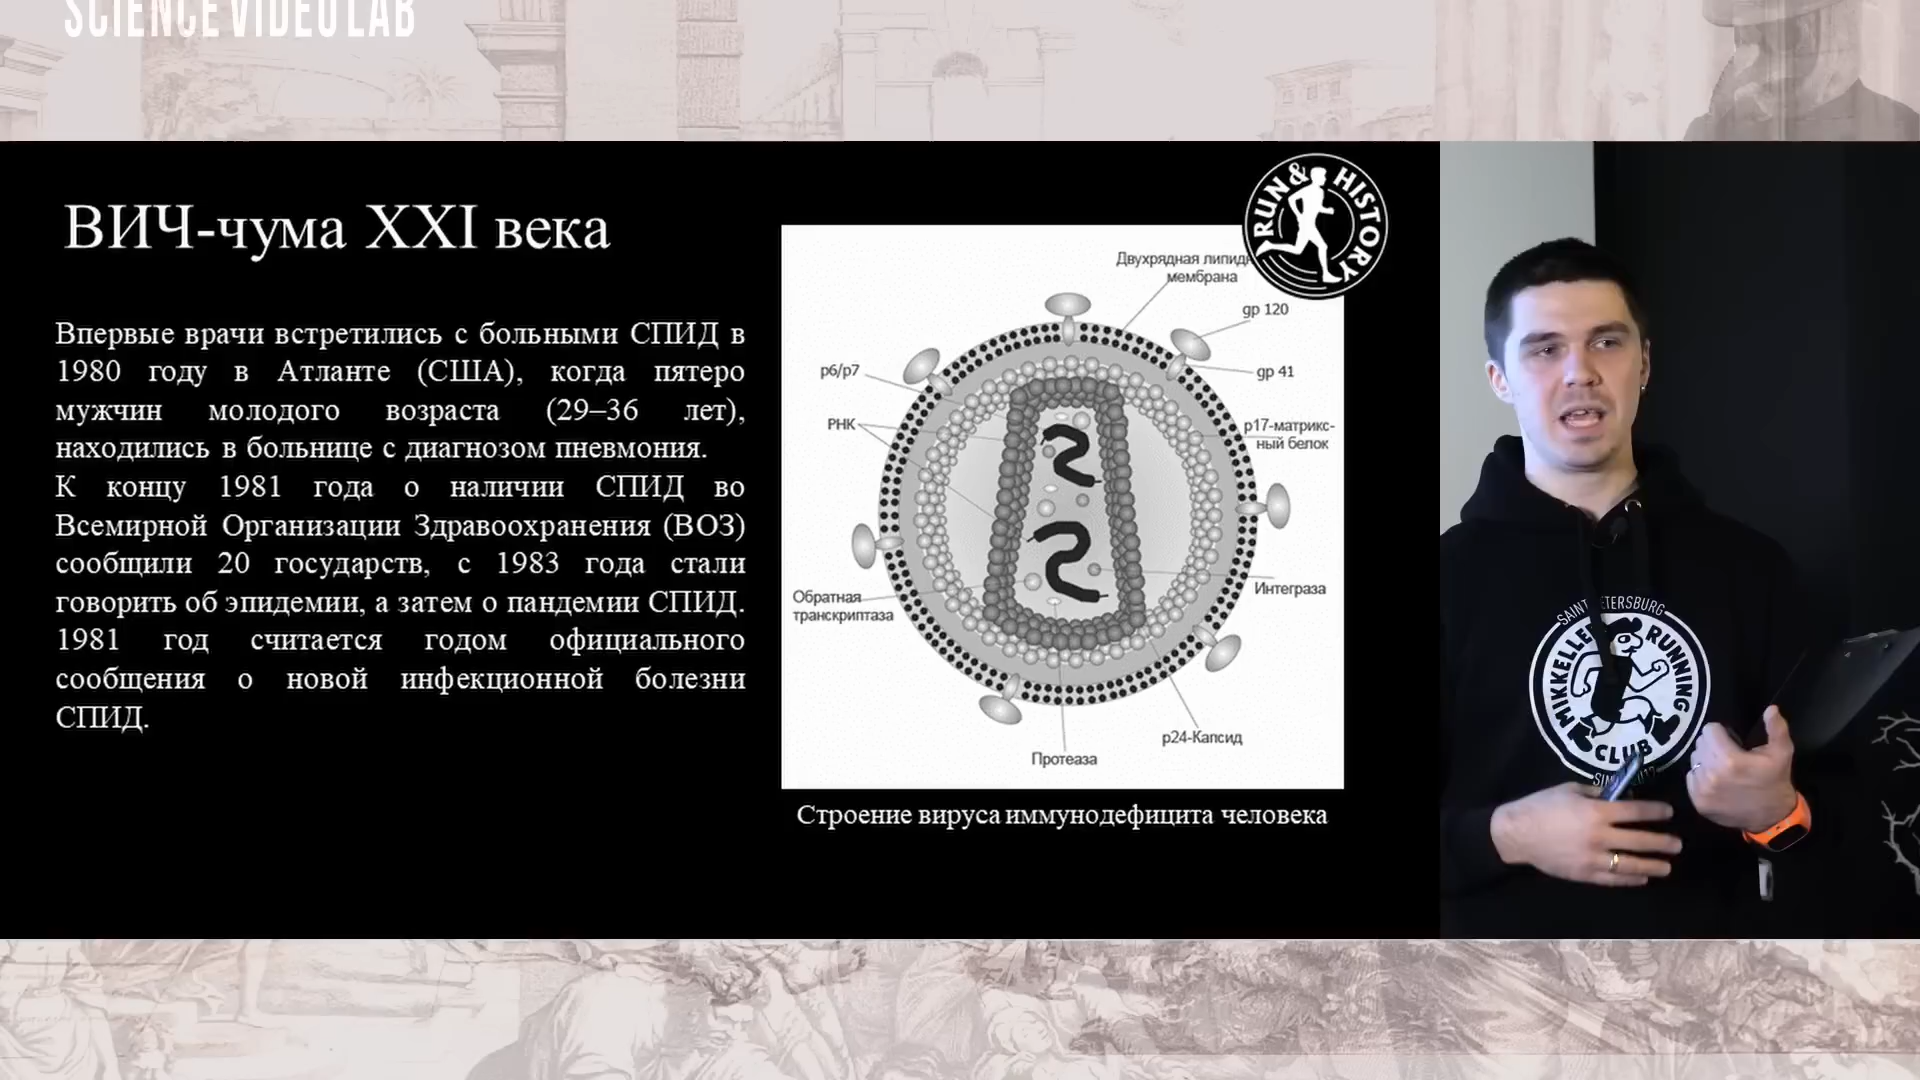 SCIENCE VIDEO LAB
ВИЧ-чума XXI века
Впервые врачи встретились с больными СПИД в
1980 году в Атланте (США), когда пятеро
мужчин молодого возраста (29–36 лет),
находились в больнице с диагнозом пневмония.
К концу 1981 года о наличии СПИД во
Всемирной Организации Здравоохранения (ВОЗ)
сообщили 20 государств, с 1983 года стали
говорить об эпидемии, а затем о пандемии СПИД.
1981 год считается годом официального
сообщения о новой инфекционной болезни
СПИД.
RUN & HISTORY
Двухрядная липидн
мембрана
gp 120
gp 41
p6/p7
РНК
p17-матрикс-
ный белок
Обратная
транскриптаза
Интеграза
p24-Капсид
Протеаза
Строение вируса иммунодефицита человека
SAINT PETERSBURG
MIKKELLER RUNNING
CLUB